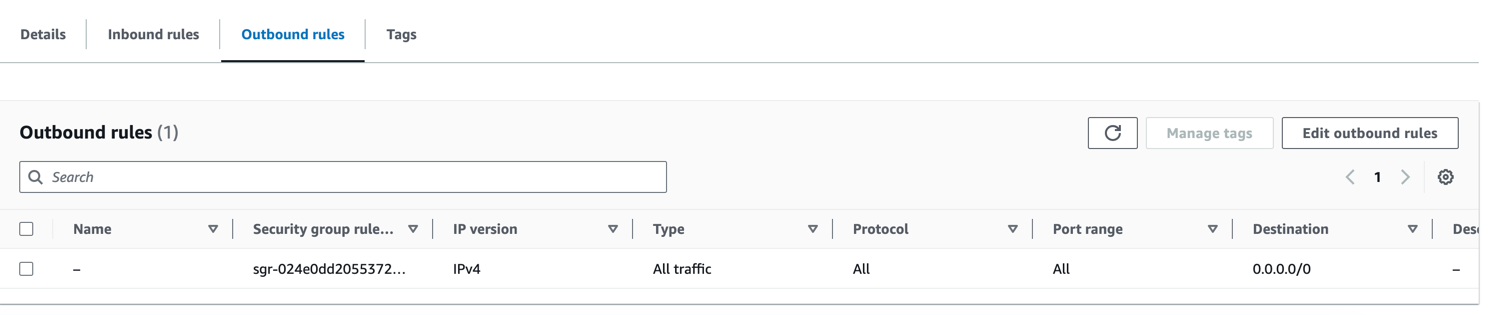 Details Inbound rules Outbound rules Tags
Outbound rules (1) Manage tags Edit outbound rules
Search 1
Name Security group rule... IP version Type Protocol Port range Destination Des
– sgr-024e0dd2055372... IPv4 All traffic All All 0.0.0.0/0 –